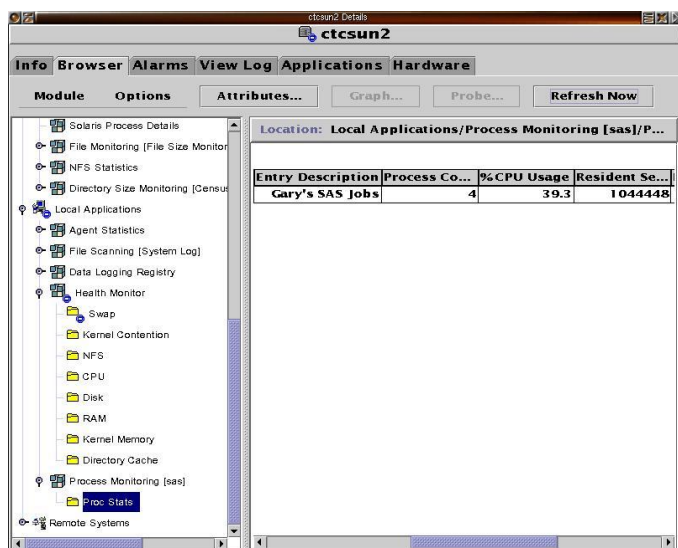 ctcsun2 Details
ctcsun2
Info Browser Alarms View Log Applications Hardware
Module Options Attributes... Graph... Probe... Refresh Now
Solaris Process Details
File Monitoring [File Size Monitor
NFS Statistics
Directory Size Monitoring [Census
Local Applications
Agent Statistics
File Scanning [System Log]
Data Logging Registry
Health Monitor
Swap
Kernel Contention
NFS
CPU
Disk
RAM
Kernel Memory
Directory Cache
Process Monitoring [sas]
Proc Stats
Remote Systems
Location: Local Applications/Process Monitoring [sas]/P...
Entry Description Process Co... %CPU Usage Resident Se...
Gary's SAS Jobs 4 39.3 1044448